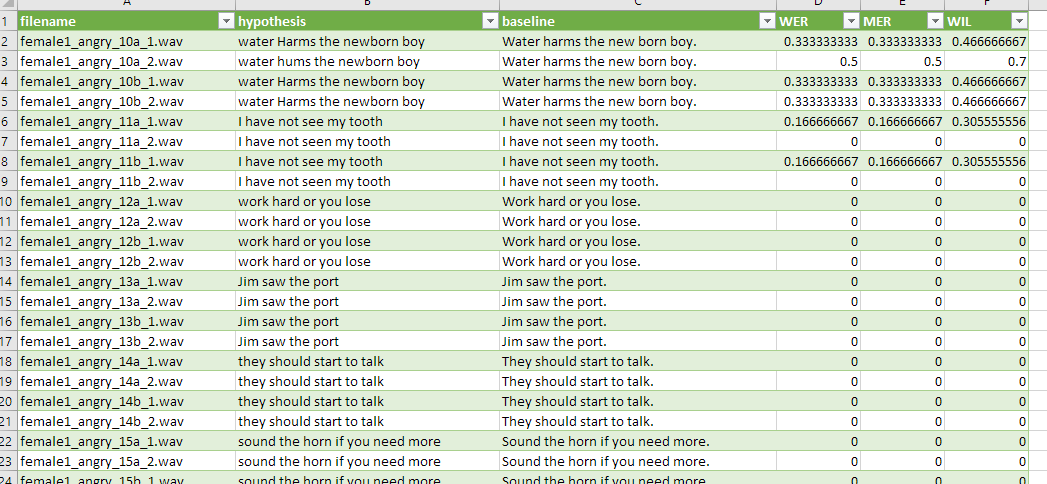 A B C D E F
1 filename hypothesis baseline WER MER WIL
2 female1_angry_10a_1.wav water Harms the newborn boy Water harms the new born boy. 0.333333333 0.333333333 0.466666667
3 female1_angry_10a_2.wav water hums the newborn boy Water harms the new born boy. 0.5 0.5 0.7
4 female1_angry_10b_1.wav water Harms the newborn boy Water harms the new born boy. 0.333333333 0.333333333 0.466666667
5 female1_angry_10b_2.wav water Harms the newborn boy Water harms the new born boy. 0.333333333 0.333333333 0.466666667
6 female1_angry_11a_1.wav I have not see my tooth I have not seen my tooth. 0.166666667 0.166666667 0.305555556
7 female1_angry_11a_2.wav I have not seen my tooth I have not seen my tooth. 0 0 0
8 female1_angry_11b_1.wav I have not see my tooth I have not seen my tooth. 0.166666667 0.166666667 0.305555556
9 female1_angry_11b_2.wav I have not seen my tooth I have not seen my tooth. 0 0 0
10 female1_angry_12a_1.wav work hard or you lose Work hard or you lose. 0 0 0
11 female1_angry_12a_2.wav work hard or you lose Work hard or you lose. 0 0 0
12 female1_angry_12b_1.wav work hard or you lose Work hard or you lose. 0 0 0
13 female1_angry_12b_2.wav work hard or you lose Work hard or you lose. 0 0 0
14 female1_angry_13a_1.wav Jim saw the port Jim saw the port. 0 0 0
15 female1_angry_13a_2.wav Jim saw the port Jim saw the port. 0 0 0
16 female1_angry_13b_1.wav Jim saw the port Jim saw the port. 0 0 0
17 female1_angry_13b_2.wav Jim saw the port Jim saw the port. 0 0 0
18 female1_angry_14a_1.wav they should start to talk They should start to talk. 0 0 0
19 female1_angry_14a_2.wav they should start to talk They should start to talk. 0 0 0
20 female1_angry_14b_1.wav they should start to talk They should start to talk. 0 0 0
21 female1_angry_14b_2.wav they should start to talk They should start to talk. 0 0 0
22 female1_angry_15a_1.wav sound the horn if you need more Sound the horn if you need more. 0 0 0
23 female1_angry_15a_2.wav sound the horn if you need more Sound the horn if you need more. 0 0 0
24 female1_angry_15b_1.wav sound the horn if you need more Sound the horn if you need more. 0 0 0